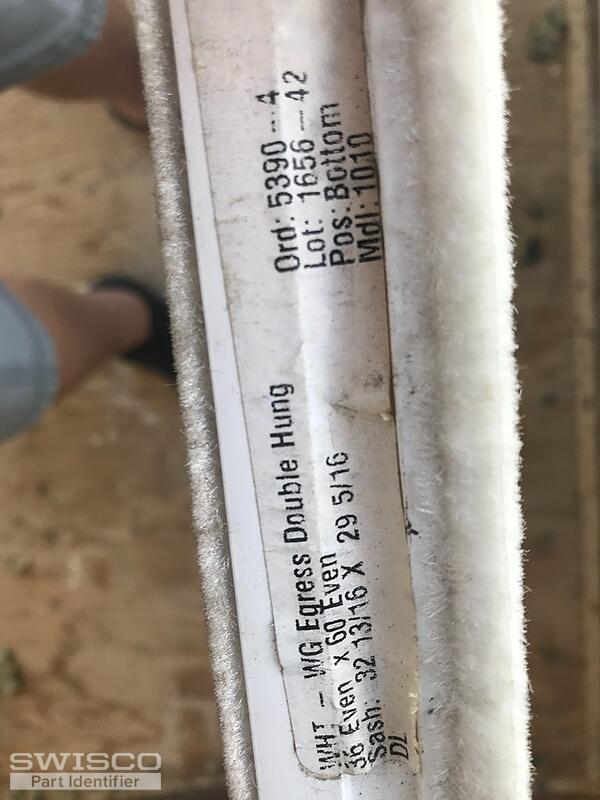 WHT - WG Egress Double Hung
36 Even x 60 Even
Sash: 32 13/16 X 29 5/16
DL
Ord: 5390 -- 4
Lot: 1656 -- 42
Pos: Bottom
Mdl: 1010
SWISCO
Part Identifier